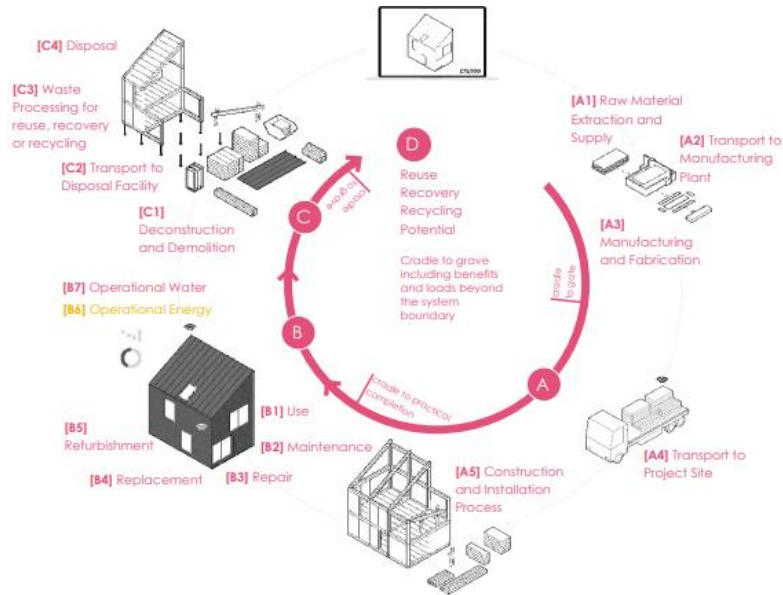 [C4] Disposal
[C3] Waste
Processing for
reuse, recovery
or recycling
[C2] Transport to
Disposal Facility
[C1]
Deconstruction
and Demolition
[B7] Operational Water
[B6] Operational Energy
[B5]
Refurbishment
[B4] Replacement
[B3] Repair
[B2] Maintenance
[B1] Use
[A1] Raw Material
Extraction and
Supply
[A2] Transport to
Manufacturing
Plant
[A3]
Manufacturing
and Fabrication
[A4] Transport to
Project Site
[A5] Construction
and Installation
Process
D
Reuse
Recovery
Recycling
Potential
Cradle to grave
including benefits
and loads beyond
the system
boundary
C
cradle
to grave
B
cradle to practical
completion
A
cradle
to gate